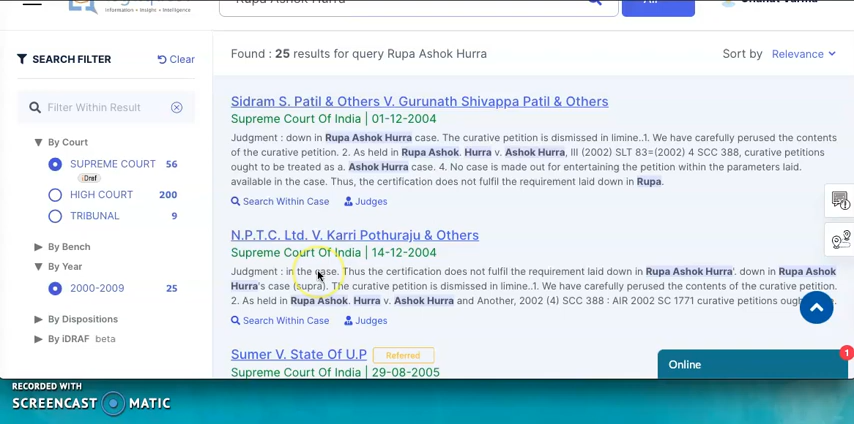 Information • Insight • Intelligence
Rupa Ashok Hurra
All
SEARCH FILTER
Clear
Found : 25 results for query Rupa Ashok Hurra
Sort by Relevance
Filter Within Result
By Court
SUPREME COURT 56
iDraf
HIGH COURT 200
TRIBUNAL 9
By Bench
By Year
2000-2009 25
By Dispositions
By iDRAF beta
Sidram S. Patil & Others V. Gurunath Shivappa Patil & Others
Supreme Court Of India | 01-12-2004
Judgment : down in Rupa Ashok Hurra case. The curative petition is dismissed in limine..1. We have carefully perused the contents
of the curative petition. 2. As held in Rupa Ashok. Hurra v. Ashok Hurra, III (2002) SLT 83=(2002) 4 SCC 388, curative petitions
ought to be treated as a. Ashok Hurra case. 4. No case is made out for entertaining the petition within the parameters laid.
available in the case. Thus, the certification does not fulfil the requirement laid down in Rupa.
Search Within Case Judges
N.P.T.C. Ltd. V. Karri Pothuraju & Others
Supreme Court Of India | 14-12-2004
Judgment : in the case. Thus the certification does not fulfil the requirement laid down in Rupa Ashok Hurra'. down in Rupa Ashok
Hurra's case (supra). The curative petition is dismissed in limine..1. We have carefully perused the contents of the curative petition.
2. As held in Rupa Ashok. Hurra v. Ashok Hurra and Another, 2002 (4) SCC 388 : AIR 2002 SC 1771 curative petitions
Search Within Case Judges
Sumer V. State Of U.P Referred
Supreme Court Of India | 29-08-2005
Online
1
RECORDED WITH
SCREENCAST MATIC